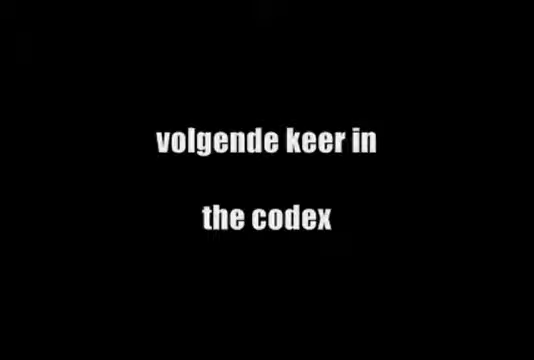 volgende keer in
the codex